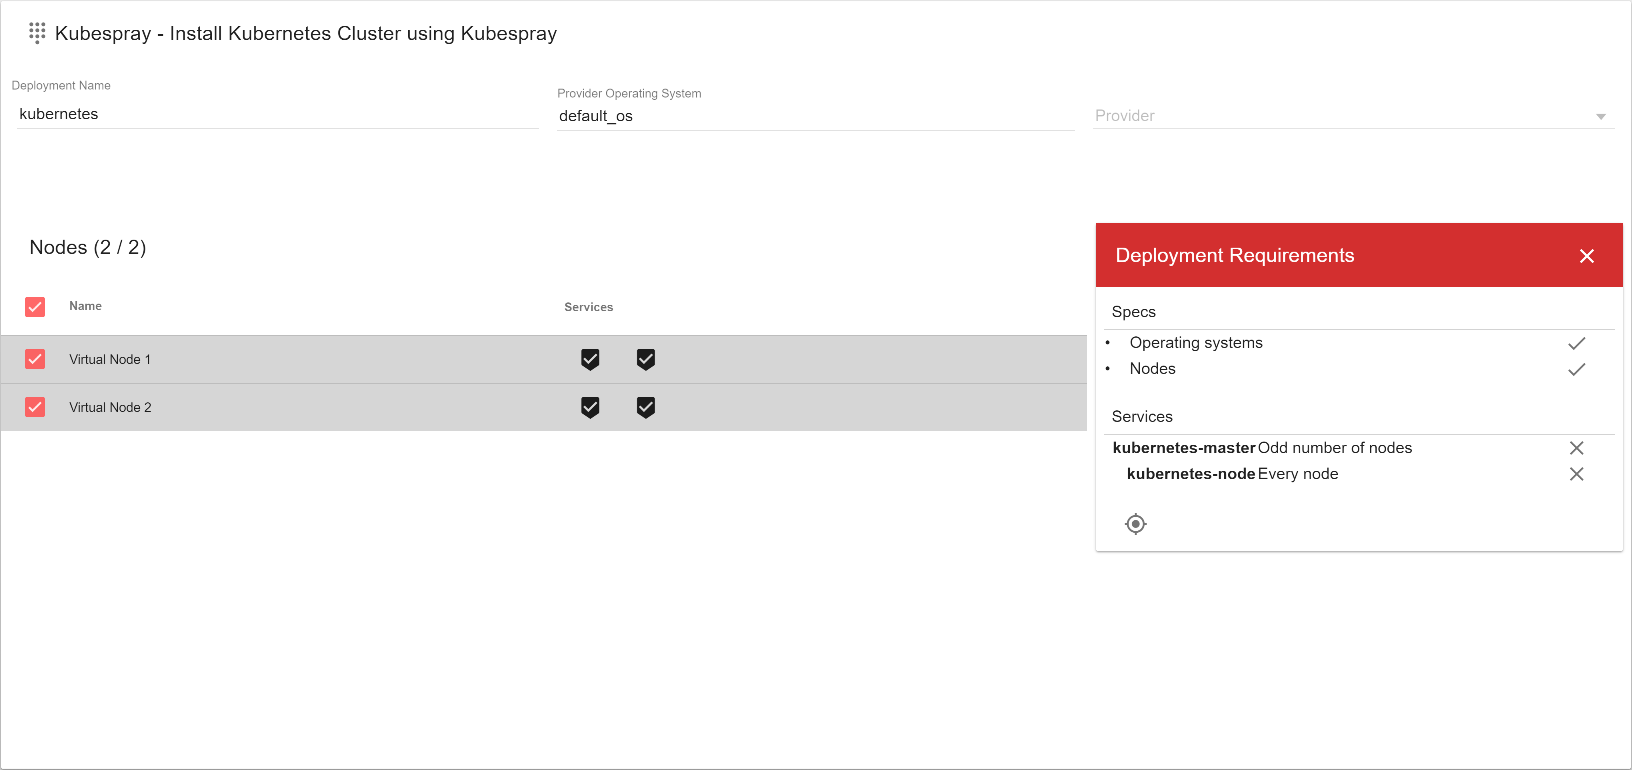 Kubespray - Install Kubernetes Cluster using Kubespray
Deployment Name
kubernetes
Provider Operating System
default_os
Provider
Nodes (2 / 2)
Name
Services
Virtual Node 1
Virtual Node 2
Deployment Requirements
Specs
• Operating systems
• Nodes
Services
kubernetes-master Odd number of nodes
kubernetes-node Every node